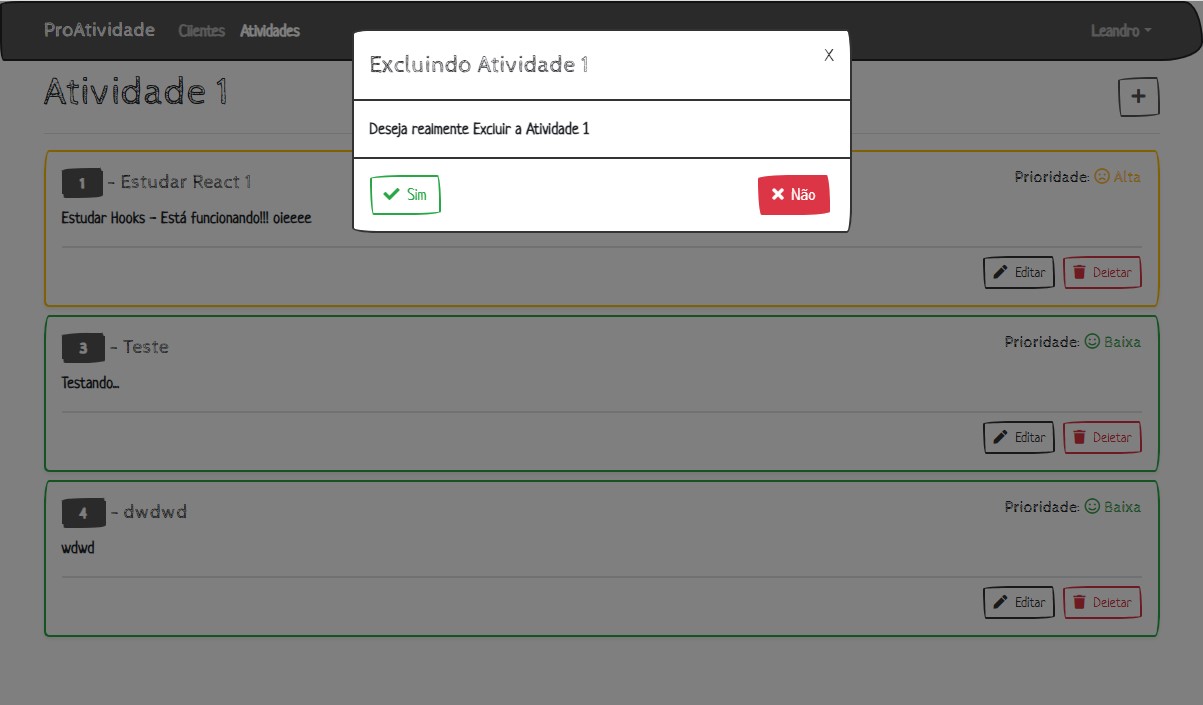 ProAtividade Clientes Atividades Leandro
Excluindo Atividade 1 X
Atividade 1
+
Deseja realmente Excluir a Atividade 1
Sim Não
1 - Estudar React 1 Prioridade: Alta
Estudar Hooks - Está funcionando!!! oieeee
Editar Deletar
3 - Teste Prioridade: Baixa
Testando...
Editar Deletar
4 - dwdwd Prioridade: Baixa
wdwd
Editar Deletar